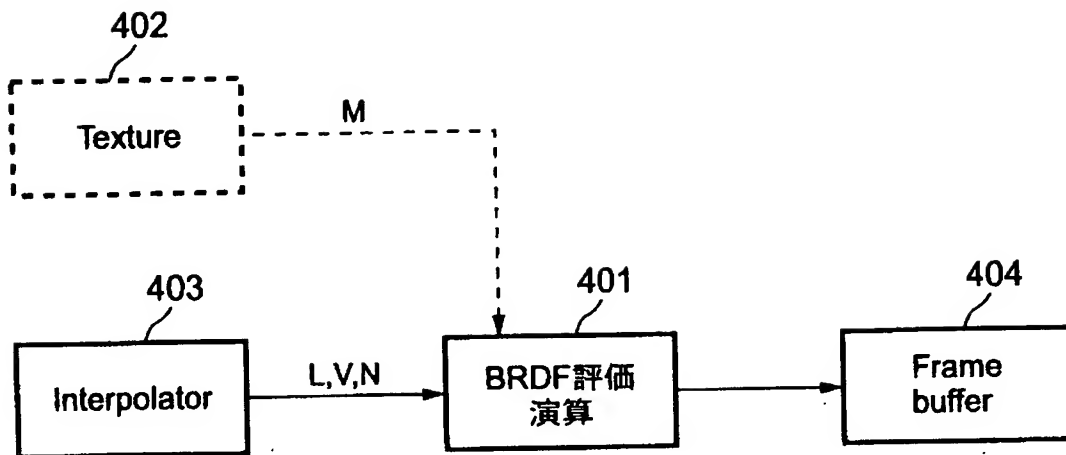 402
Texture
M
403
Interpolator
L,V,N
401
BRDF評価
演算
404
Frame
buffer